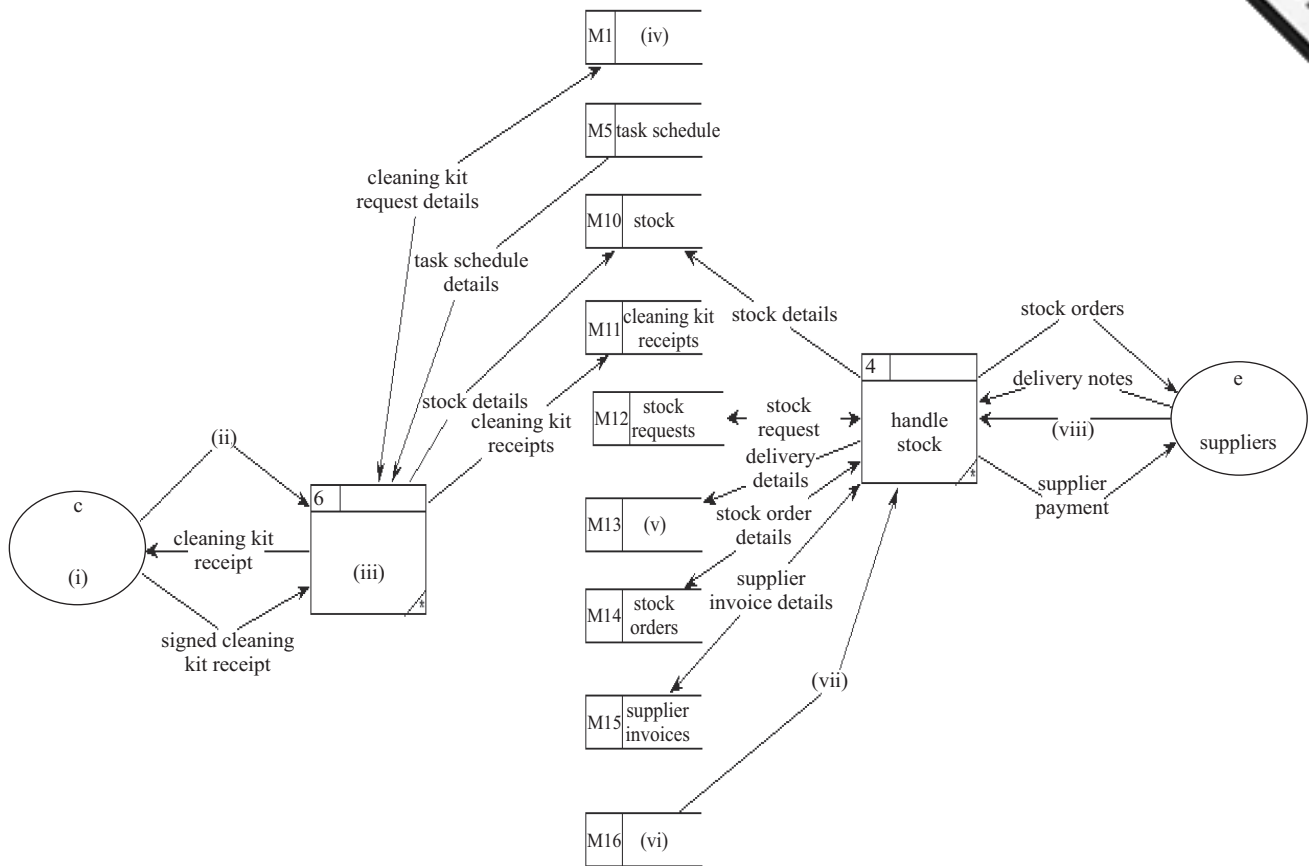 M1 (iv)
M5 task schedule
cleaning kit
request details
M10 stock
task schedule
details
M11 cleaning kit
receipts
stock details
stock orders
4
delivery notes
e
suppliers
stock details
cleaning kit
receipts
M12 stock
requests
stock
request
handle
stock
*
(viii)
(ii)
delivery
details
supplier
payment
6
c
(i)
cleaning kit
receipt
(iii)
*
M13 (v)
stock order
details
signed cleaning
kit receipt
M14 stock
orders
supplier
invoice details
(vii)
M15 supplier
invoices
M16 (vi)